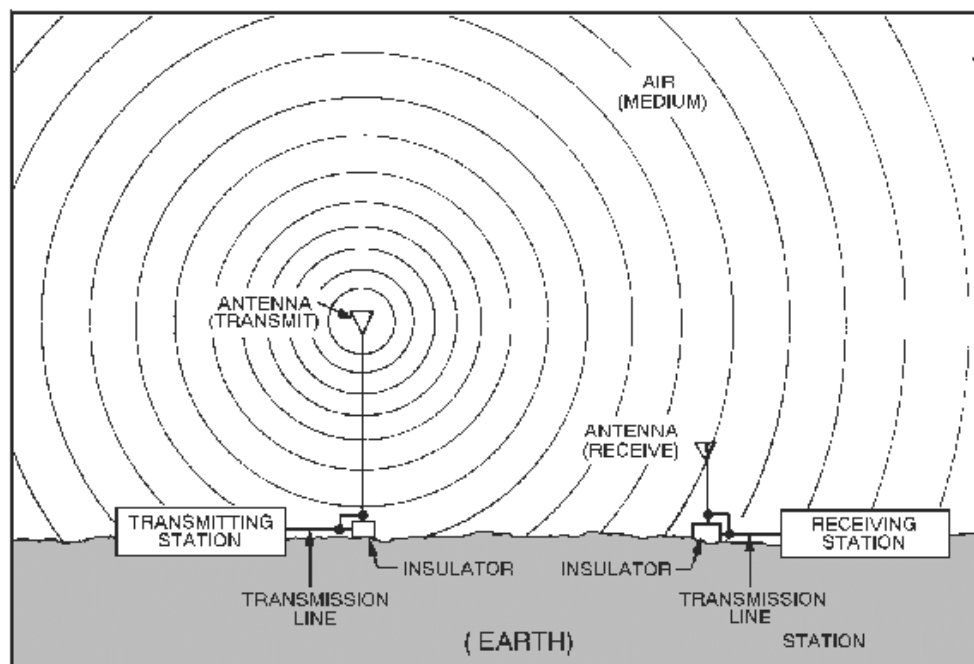 AIR
(MEDIUM)
ANTENNA
(TRANSMIT)
ANTENNA
(RECEIVE)
TRANSMITTING
STATION
RECEIVING
STATION
INSULATOR
INSULATOR
TRANSMISSION
LINE
TRANSMISSION
LINE
( EARTH)
STATION